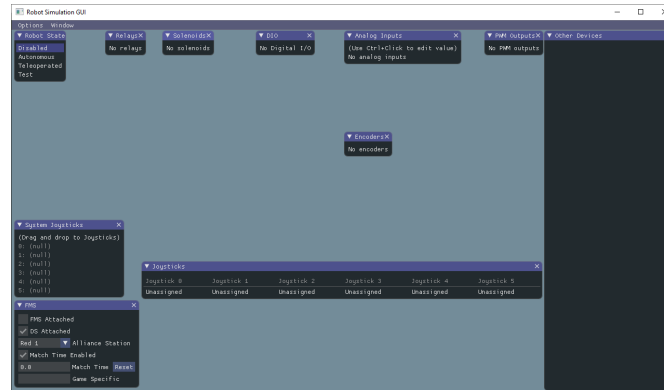 Robot Simulation GUI
Options Window
Robot State
Disabled
Autonomous
Teleoperated
Test
Relays
No relays
Solenoids
No solenoids
DIO
No Digital I/O
Analog Inputs
(Use Ctrl+Click to edit value)
No analog inputs
PWM Outputs
No PWM outputs
Other Devices
Encoders
No encoders
System Joysticks
(Drag and drop to Joysticks)
0: (null)
1: (null)
2: (null)
3: (null)
4: (null)
5: (null)
Joysticks
Joystick 0 Joystick 1 Joystick 2 Joystick 3 Joystick 4 Joystick 5
Unassigned Unassigned Unassigned Unassigned Unassigned Unassigned
FMS
FMS Attached
DS Attached
Red 1 Alliance Station
Match Time Enabled
0.0 Match Time Reset
Game Specific